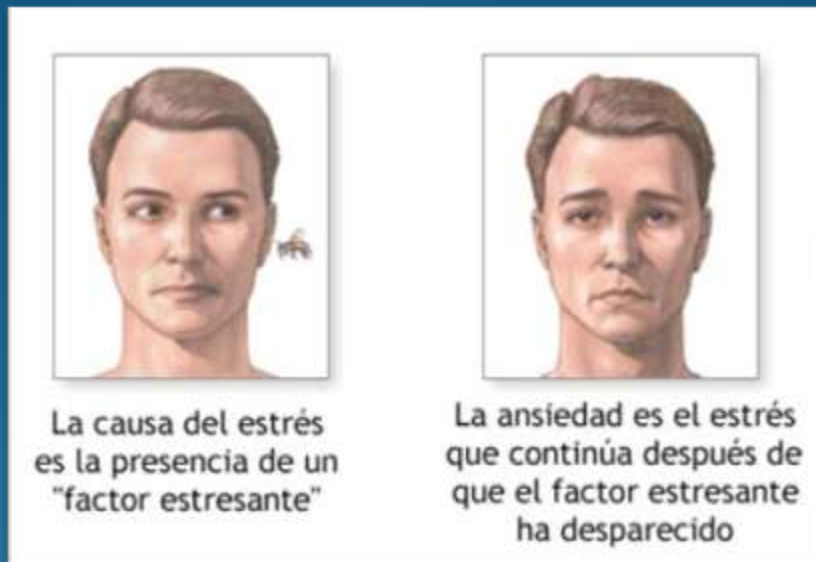 La causa del estrés
es la presencia de un
"factor estresante"
La ansiedad es el estrés
que continúa después de
que el factor estresante
ha desparecido